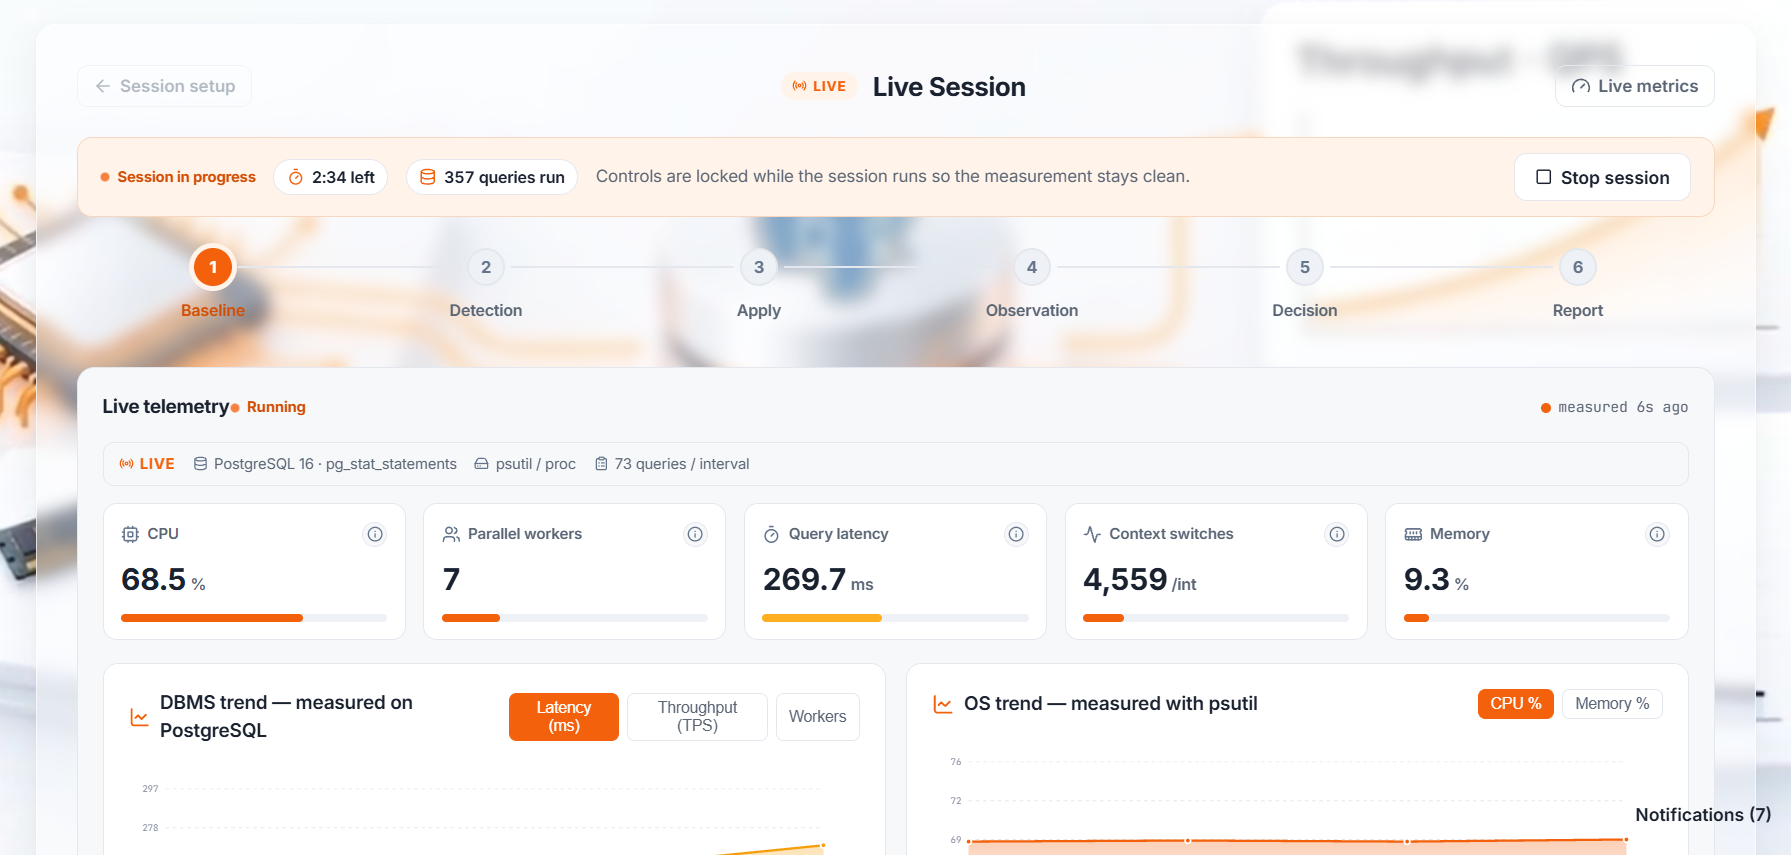 Throughput - OPS
Session setup
LIVE
Live Session
Live metrics
Session in progress
2:34 left
357 queries run
Controls are locked while the session runs so the measurement stays clean.
Stop session
1
2
3
4
5
6
Baseline
Detection
Apply
Observation
Decision
Report
Live telemetry
Running
measured 6s ago
LIVE
PostgreSQL 16 · pg_stat_statements
psutil / proc
73 queries / interval
CPU
68.5 %
Parallel workers
7
Query latency
269.7 ms
Context switches
4,559 /int
Memory
9.3 %
DBMS trend — measured on
PostgreSQL
Latency
(ms)
Throughput
(TPS)
Workers
297
278
OS trend — measured with psutil
CPU %
Memory %
76
72
69
Notifications (7)